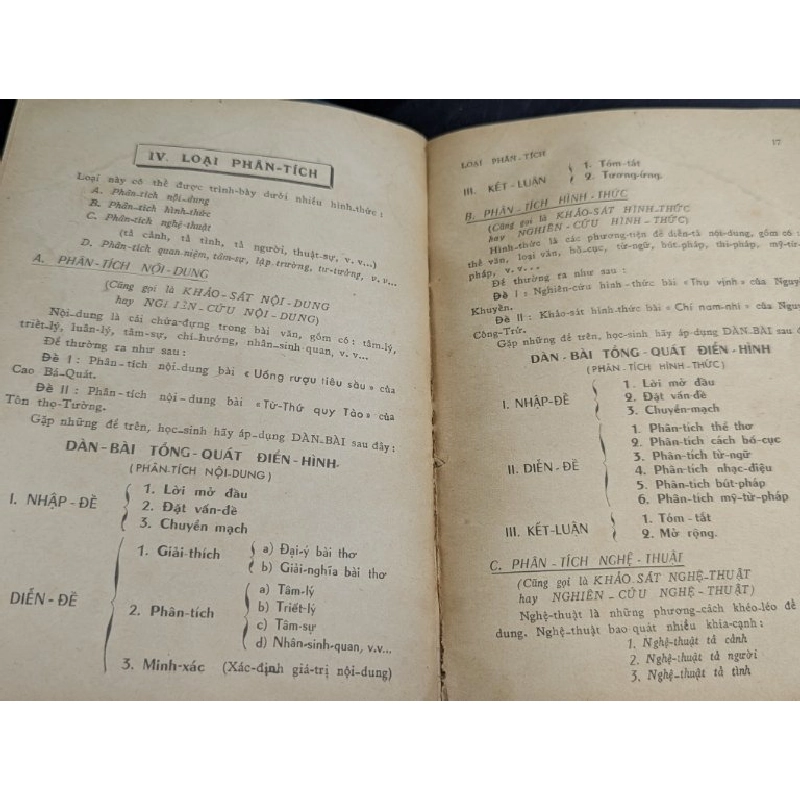 IV. LOẠI PHÂN-TÍCH
Loại này có thể được trình-bày dưới nhiều hình-thức :
A. Phân-tích nội-dung
B. Phân-tích hình-thức
C. Phân-tích nghệ-thuật
(tả cảnh, tả tình, tả người, thuật-sự, v. v...)
D. Phân-tích quan niệm, tâm-sự, lập trường, tư-tưởng, v. v...
A. PHÂN-TÍCH NỘI-DUNG
(Cũng gọi là KHẢO-SÁT NỘI-DUNG
hay NGHIÊN-CỨU NỘI-DUNG)
Nội-dung là cái chứa-đựng trong bài văn, gồm có : tâm-lý,
triết-lý, luân-lý, tâm-sự, chí-hướng, nhân-sinh quan, v. v...
Đề thường ra như sau :
Đề I : Phân-tích nội-dung bài « Uống rượu tiêu sầu » của
Cao Bá-Quát.
Đề II : Phân-tích nội-dung bài «Từ-Thứ quy Tào» của
Tôn thọ-Tường.
Gặp những đề trên, học-sinh hãy áp-dụng DÀN-BÀI sau đây :
DÀN-BÀI TỔNG-QUÁT ĐIỂN-HÌNH
(PHÂN-TÍCH NỘI-DUNG)
I. NHẬP-ĐỀ
1. Lời mở đầu
2. Đặt vấn-đề
3. Chuyển mạch
DIỄN-ĐỀ
1. Giải-thích
a) Đại-ý bài thơ
b) Giải-nghĩa bài thơ
2. Phân-tích
a) Tâm-lý
b) Triết-lý
c) Tâm-sự
d) Nhân-sinh-quan, v.v...
3. Minh-xác (Xác-định giá-trị nội-dung)
LOẠI PHÂN-TÍCH
17
III. KẾT-LUẬN
1. Tóm-tắt
2. Tương-ứng.
B. PHÂN-TÍCH HÌNH-THỨC
(Cũng gọi là KHẢO-SÁT HÌNH-THỨC
hay NGHIÊN-CỨU HÌNH-THỨC)
Hình-thức là các phương-tiện để diễn-tả nội-dung, gồm có :
thể văn, loại văn, bố-cục, từ-ngữ, bút-pháp, thi-pháp, mỹ-từ-
pháp, v. v...
Đề thường ra như sau :
Đề I : Nghiên-cứu hình-thức bài «Thu vịnh» của Nguy
Khuyến.
Đề II : Khảo-sát hình-thức bài «Chí nam-nhi» của Nguy
Công-Trứ.
Gặp những đề trên, học-sinh hãy áp-dụng DÀN-BÀI sau đ
DÀN-BÀI TỔNG-QUÁT ĐIỂN-HÌNH
(PHÂN-TÍCH HÌNH-THỨC)
I. NHẬP-ĐỀ
1. Lời mở đầu
2. Đặt vấn-đề
3. Chuyển-mạch
II. DIỄN-ĐỀ
1. Phân-tích thể thơ
2. Phân-tích cách bố-cục
3. Phân-tích từ-ngữ
4. Phân-tích nhạc-điệu
5. Phân-tích bút-pháp
6. Phân-tích mỹ-từ-pháp
III. KẾT-LUẬN
1. Tóm-tắt
2. Mở rộng.
C. PHÂN-TÍCH NGHỆ-THUẬT
(Cũng gọi là KHẢO SÁT NGHỆ-THUẬT
hay NGHIÊN-CỨU NGHỆ-THUẬT)
Nghệ-thuật là những phương-cách khéo-léo để
dung. Nghệ-thuật bao quát nhiều khía-cạnh :
1. Nghệ-thuật tả cảnh
2. Nghệ-thuật tả người
3. Nghệ-thuật tả tình